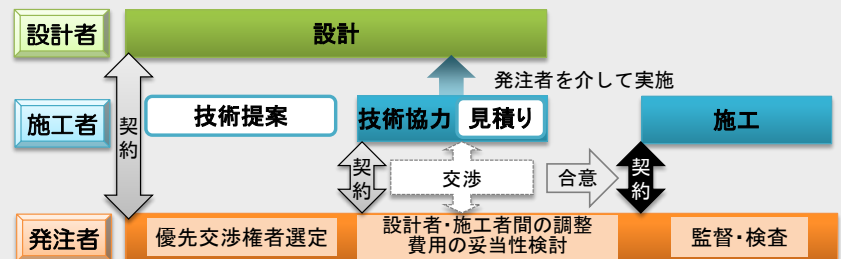 設計者
設計
発注者を介して実施
施工者
契約
技術提案
技術協力
見積り
施工
契約
交渉
合意
契約
発注者
優先交渉権者選定
設計者・施工者間の調整
費用の妥当性検討
監督・検査